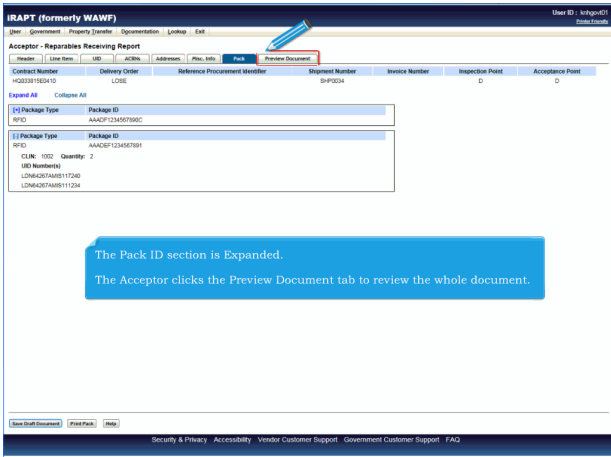 User ID : knhgovt01
iRAPT (formerly WAWF)
Printer Friendly
User Government Property Transfer Documentation Lookup Exit
Acceptor - Reparables Receiving Report
Header Line Item UID ACRNs Addresses Misc. Info Pack Preview Document
Contract Number Delivery Order Reference Procurement Identifier Shipment Number Invoice Number Inspection Point Acceptance Point
HQ033815E0410 LOSE SHP0034 D D
Expand All Collapse All
[+] Package Type Package ID
RFID AAADF1234567890C
[-] Package Type Package ID
RFID AAADEF1234567891
CLIN: 1002 Quantity: 2
UID Number(s)
LDN64267AMIS117240
LDN64267AMIS111234
The Pack ID section is Expanded.
The Acceptor clicks the Preview Document tab to review the whole document.
Save Draft Document Print Pack Help
Security & Privacy Accessibility Vendor Customer Support Government Customer Support FAQ